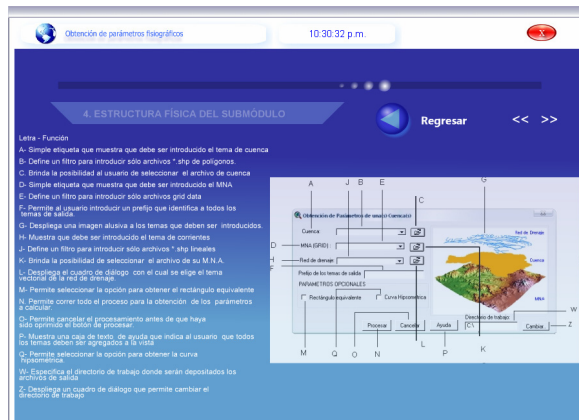 Obtención de parámetros fisiográficos
10:30:32 p.m.
X
4. ESTRUCTURA FÍSICA DEL SUBMÓDULO
Regresar
<< >>
Letra - Función
A- Simple etiqueta que muestra que debe ser introducido el tema de cuenca
B- Define un filtro para introducir sólo archivos *.shp de polígonos.
C. Brinda la posibilidad al usuario de seleccionar el archivo de cuenca
D- Simple etiqueta que muestra que debe ser introducido el MNA
E- Define un filtro para introducir sólo archivos grid data
F- Permite al usuario introducir un prefijo que identifica a todos los
temas de salida.
G- Despliega una imagen alusiva a los temas que deben ser introducidos.
H- Muestra que debe ser introducido el tema de corrientes
J- Define un filtro para introducir sólo archivos *.shp lineales
K- Brinda la posibilidad de seleccionar el archivo de su M.N.A.
L- Despliega el cuadro de diálogo con el cual se elige el tema
vectorial de la red de drenaje.
M- Permite seleccionar la opción para obtener el rectángulo equivalente
N. Permite correr todo el proceso para la obtención de los parámetros
a calcular.
O- Permite cancelar el procesamiento antes de que haya
sido oprimido el botón de procesar.
P- Muestra una caja de texto de ayuda que indica al usuario que todos
los temas deben ser agregados a la vista
Q- Permite seleccionar la opción para obtener la curva
hipsométrica.
W- Especifica el directorio de trabajo donde serán depositados los
archivos de salida
Z- Despliega un cuadro de diálogo que permite cambiar el
directorio de trabajo
A
J
B
E
C
G
Obtención de Parámetros de una(s) Cuenca(s)
Cuenca
Red de Drenaje
D
MNA (GRID)
Cuenca
H
Red de drenaje
F
Prefijo de los temas de salida
MNA
PARAMETROS OPCIONALES
Rectángulo equivalente
Curva Hipsométrica
Directorio de trabajo:
W
Procesar
Cancelar
Ayuda
C:\
Cambiar
Z
M
Q
O
N
L
P
K